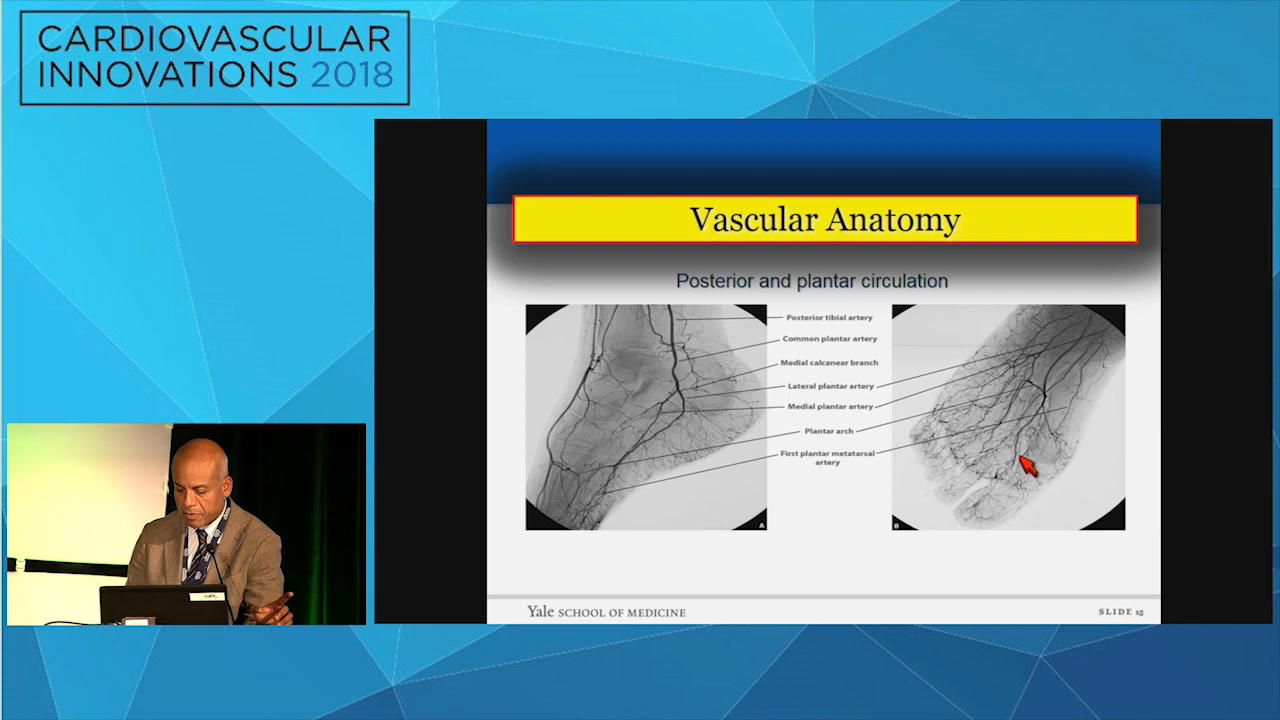 CARDIOVASCULAR
INNOVATIONS 2018
Vascular Anatomy
Posterior and plantar circulation
Posterior tibial artery
Common plantar artery
Medial calcanear branch
Lateral plantar artery
Medial plantar artery
Plantar arch
First plantar metatarsal
artery
A
B
Yale SCHOOL OF MEDICINE
SLIDE 15